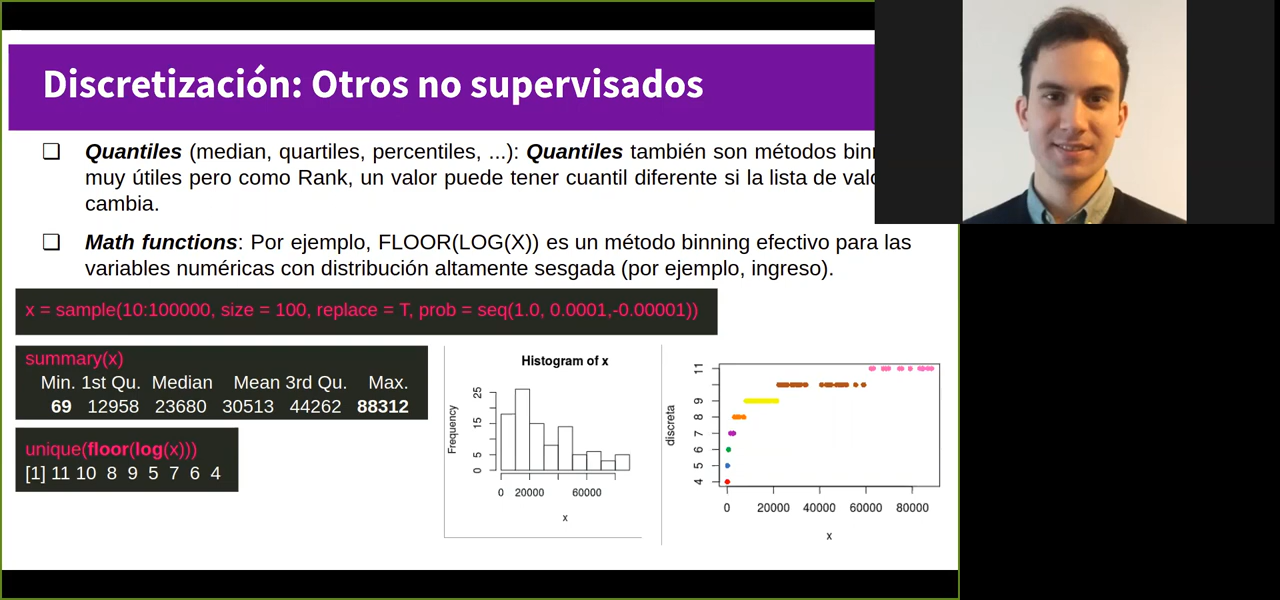 Discretización: Otros no supervisados
❑ Quantiles (median, quartiles, percentiles, ...): Quantiles también son métodos
muy útiles pero como Rank, un valor puede tener cuantil diferente si la lista de
cambia.
❑ Math functions: Por ejemplo, FLOOR(LOG(X)) es un método binning efectivo para las
variables numéricas con distribución altamente sesgada (por ejemplo, ingreso).
x = sample(10:100000, size = 100, replace = T, prob = seq(1.0, 0.0001,-0.00001))
summary(x)
Min. 1st Qu. Median Mean 3rd Qu. Max.
69 12958 23680 30513 44262 88312
unique(floor(log(x)))
[1] 11 10 8 9 5 7 6 4
Histogram of x
Frequency
25
15
5
0
0 20000 60000
x
discreta
11
9
8
7
6
5
4
0 20000 40000 60000 80000
x